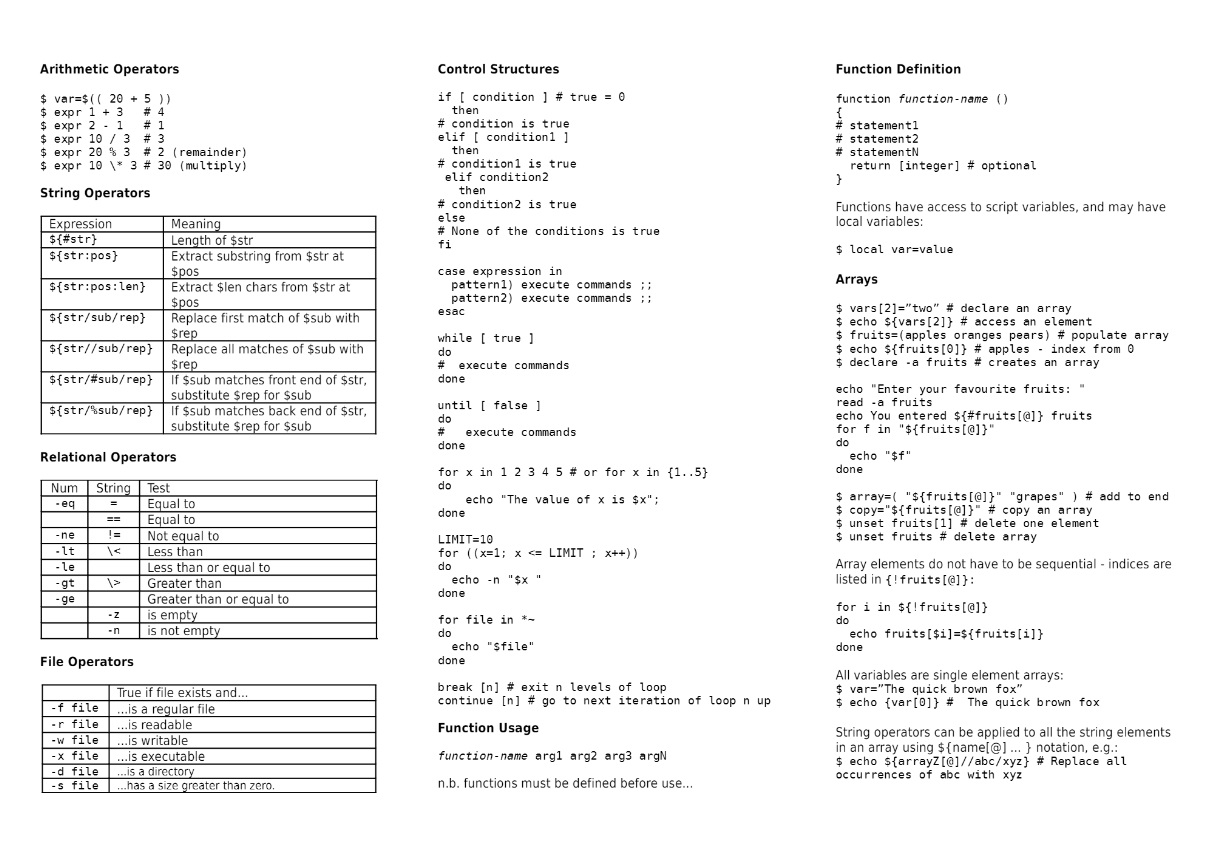 Arithmetic Operators
$ var=$(( 20 + 5 ))
$ expr 1 + 3   # 4
$ expr 2 - 1   # 1
$ expr 10 / 3  # 3
$ expr 20 % 3  # 2 (remainder)
$ expr 10 \* 3 # 30 (multiply)
String Operators
Expression Meaning
${#str} Length of $str
${str:pos} Extract substring from $str at
$pos
${str:pos:len} Extract $len chars from $str at
$pos
${str/sub/rep} Replace first match of $sub with
$rep
${str//sub/rep} Replace all matches of $sub with
$rep
${str/#sub/rep} If $sub matches front end of $str,
substitute $rep for $sub
${str/%sub/rep} If $sub matches back end of $str,
substitute $rep for $sub
Relational Operators
Num String Test
-eq = Equal to
== Equal to
-ne != Not equal to
-lt \< Less than
-le Less than or equal to
-gt \> Greater than
-ge Greater than or equal to
-z is empty
-n is not empty
File Operators
True if file exists and...
-f file ...is a regular file
-r file ...is readable
-w file ...is writable
-x file ...is executable
-d file ...is a directory
-s file ...has a size greater than zero.
Control Structures
if [ condition ] # true = 0
  then
# condition is true
elif [ condition1 ]
  then
# condition1 is true
 elif condition2
   then
# condition2 is true
else
# None of the conditions is true
fi
case expression in
  pattern1) execute commands ;;
  pattern2) execute commands ;;
esac
while [ true ]
do
#  execute commands
done
until [ false ]
do
#   execute commands
done
for x in 1 2 3 4 5 # or for x in {1..5}
do
    echo "The value of x is $x";
done
LIMIT=10
for ((x=1; x <= LIMIT ; x++))
do
  echo -n "$x "
done
for file in *~
do
  echo "$file"
done
break [n] # exit n levels of loop
continue [n] # go to next iteration of loop n up
Function Usage
function-name arg1 arg2 arg3 argN
n.b. functions must be defined before use...
Function Definition
function function-name ()
{
# statement1
# statement2
# statementN
  return [integer] # optional
}
Functions have access to script variables, and may have
local variables:
$ local var=value
Arrays
$ vars[2]=”two” # declare an array
$ echo ${vars[2]} # access an element
$ fruits=(apples oranges pears) # populate array
$ echo ${fruits[0]} # apples - index from 0
$ declare -a fruits # creates an array
echo "Enter your favourite fruits: "
read -a fruits
echo You entered ${#fruits[@]} fruits
for f in "${fruits[@]}"
do
  echo "$f"
done
$ array=( "${fruits[@]}" "grapes" ) # add to end
$ copy="${fruits[@]}" # copy an array
$ unset fruits[1] # delete one element
$ unset fruits # delete array
Array elements do not have to be sequential - indices are
listed in {!fruits[@]}:
for i in ${!fruits[@]}
do
  echo fruits[$i]=${fruits[i]}
done
All variables are single element arrays:
$ var=”The quick brown fox”
$ echo {var[0]} #  The quick brown fox
String operators can be applied to all the string elements
in an array using ${name[@] ... } notation, e.g.:
$ echo ${arrayZ[@]//abc/xyz} # Replace all
occurrences of abc with xyz